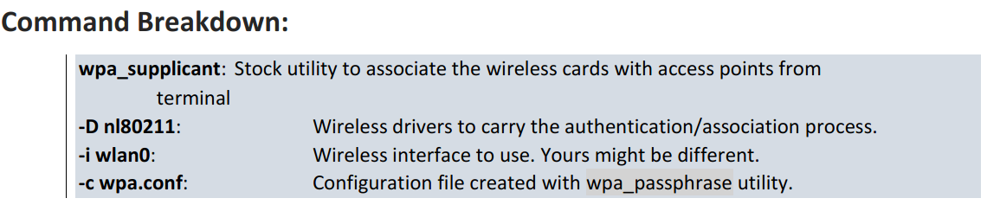 Command Breakdown:
wpa_supplicant: Stock utility to associate the wireless cards with access points from
terminal
-D nl80211: Wireless drivers to carry the authentication/association process.
-i wlan0: Wireless interface to use. Yours might be different.
-c wpa.conf: Configuration file created with wpa_passphrase utility.